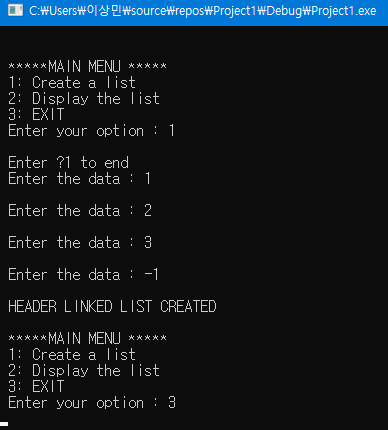 C:\Users\이상민\source\repos\Project1\Debug\Project1.exe
*****MAIN MENU *****
1: Create a list
2: Display the list
3: EXIT
Enter your option : 1
Enter ?1 to end
Enter the data : 1
Enter the data : 2
Enter the data : 3
Enter the data : -1
HEADER LINKED LIST CREATED
*****MAIN MENU *****
1: Create a list
2: Display the list
3: EXIT
Enter your option : 3